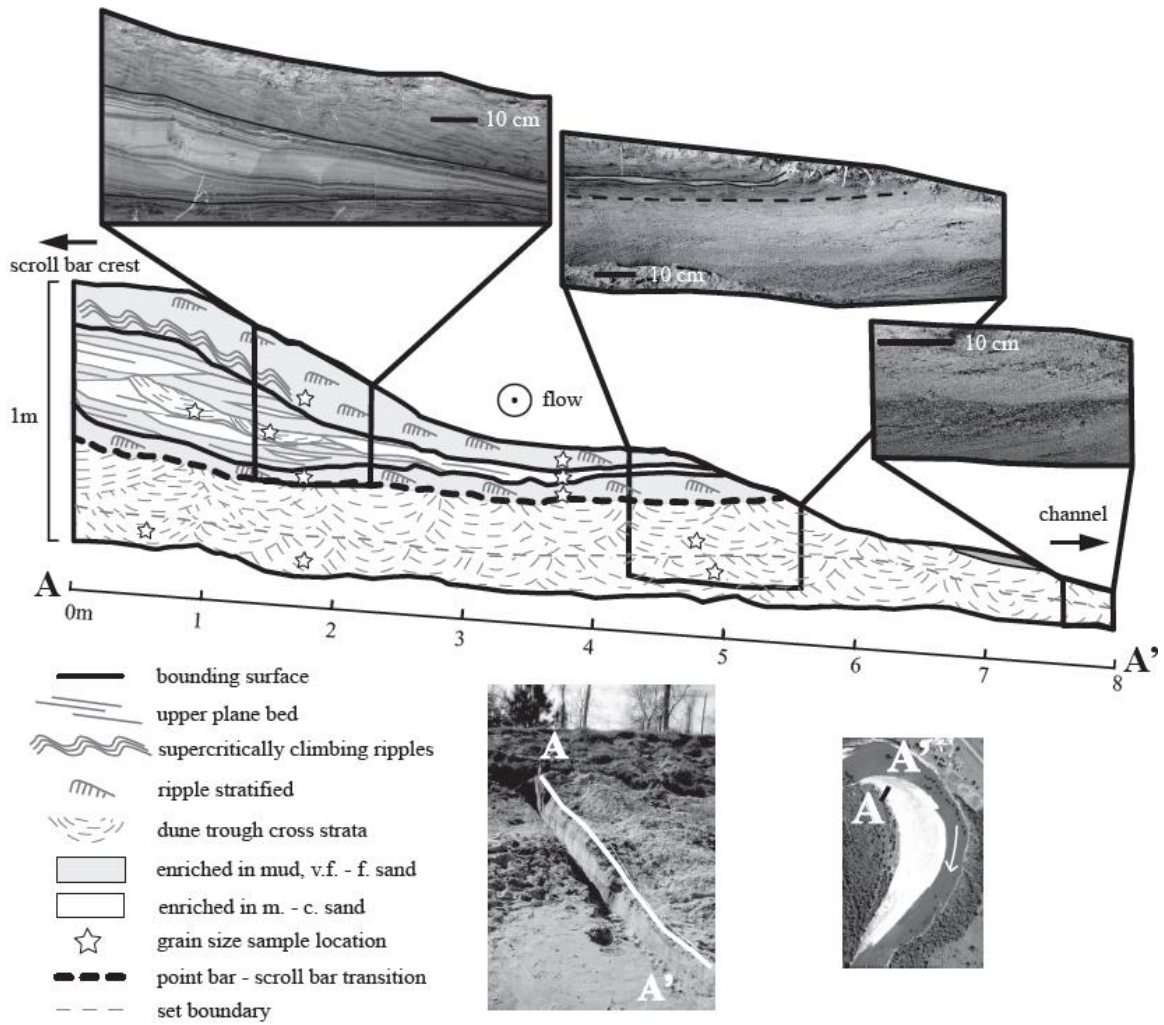 10 cm
10 cm
10 cm
scroll bar crest
1m
flow
channel
A
0m
1
2
3
4
5
6
7
8
A'
bounding surface
upper plane bed
supercritically climbing ripples
ripple stratified
dune trough cross strata
enriched in mud, v.f. - f. sand
enriched in m. - c. sand
grain size sample location
point bar - scroll bar transition
set boundary
A
A'
A'
A